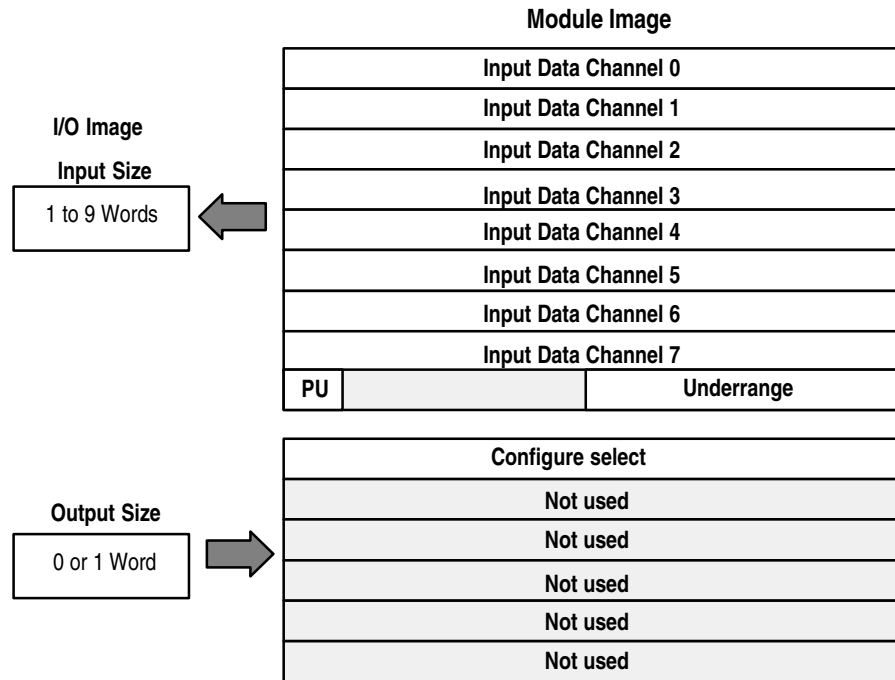 Module Image
I/O Image
Input Size
1 to 9 Words
Input Data Channel 0
Input Data Channel 1
Input Data Channel 2
Input Data Channel 3
Input Data Channel 4
Input Data Channel 5
Input Data Channel 6
Input Data Channel 7
PU
Underrange
Output Size
0 or 1 Word
Configure select
Not used
Not used
Not used
Not used
Not used